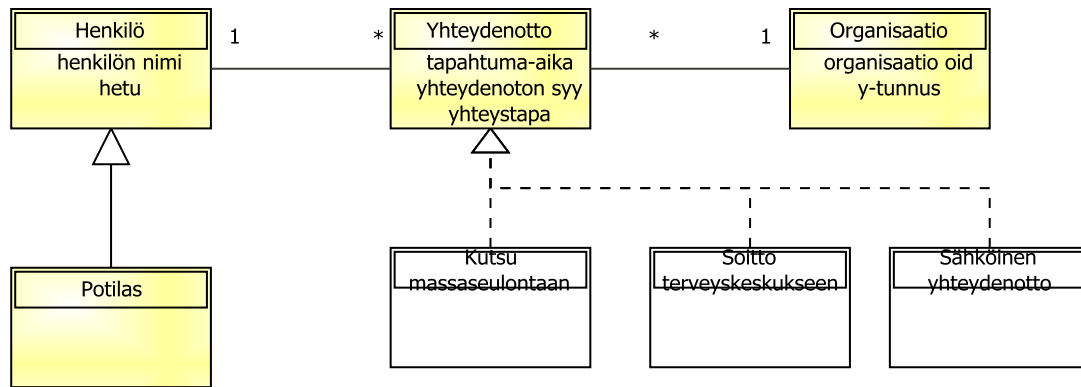 Henkilö
henkilön nimi
hetu
1
*
Yhteydenotto
tapahtuma-aika
yhteydenoton syy
yhteystapa
*
1
Organisaatio
organisaatio oid
y-tunnus
Potilas
Kutsu
massaseulontaan
Soitto
terveyskeskukseen
Sähköinen
yhteydenotto